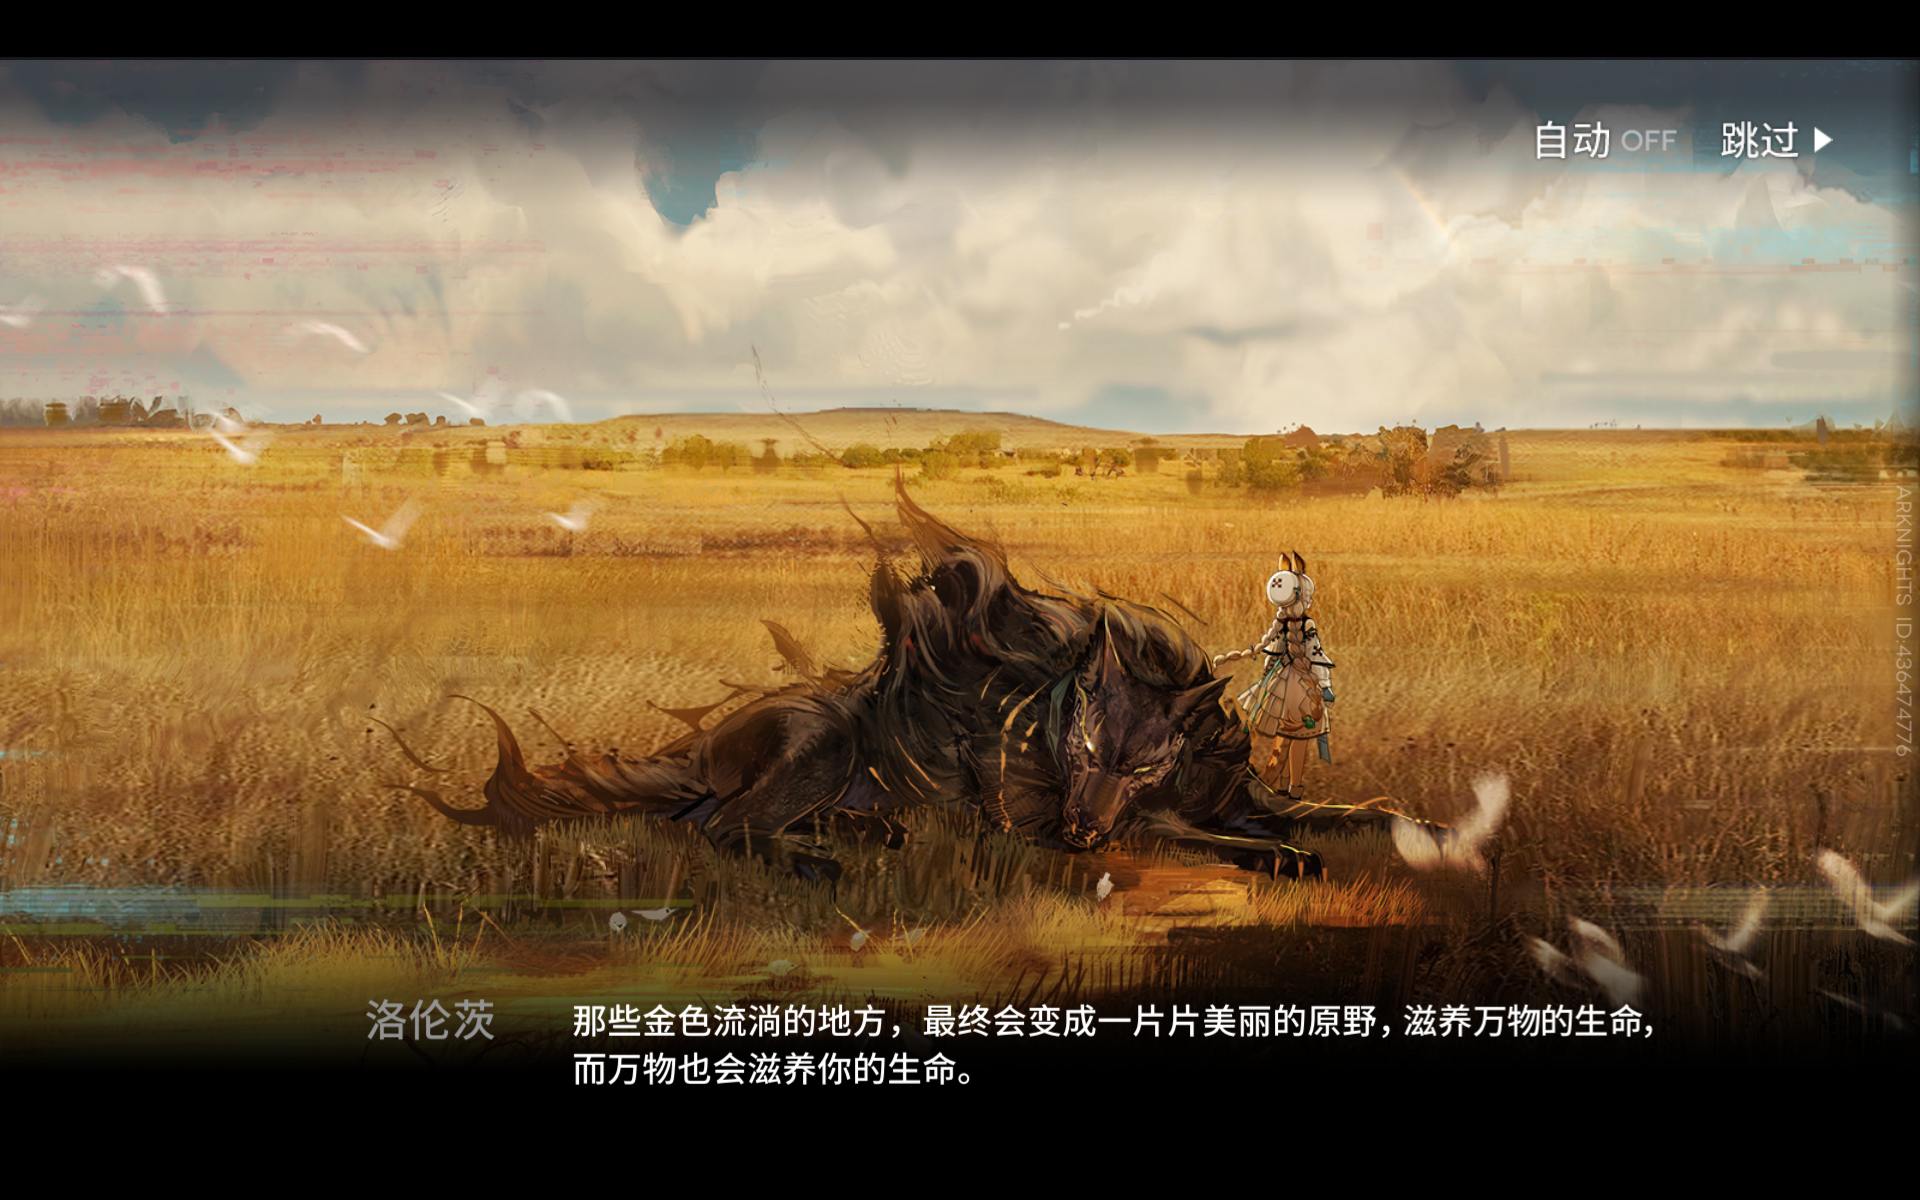 自动 OFF 跳过
ARKNIGHTS ID:436474776
洛伦茨
那些金色流淌的地方，最终会变成一片片美丽的原野，滋养万物的生命，
而万物也会滋养你的生命。